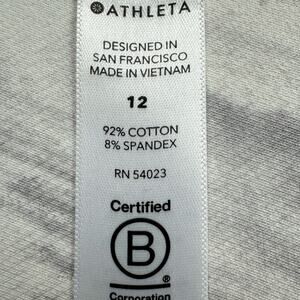 ATHLETA
DESIGNED IN
SAN FRANCISCO
MADE IN VIETNAM
12
92% COTTON
8% SPANDEX
RN 54023
Certified
B
®
Corporation